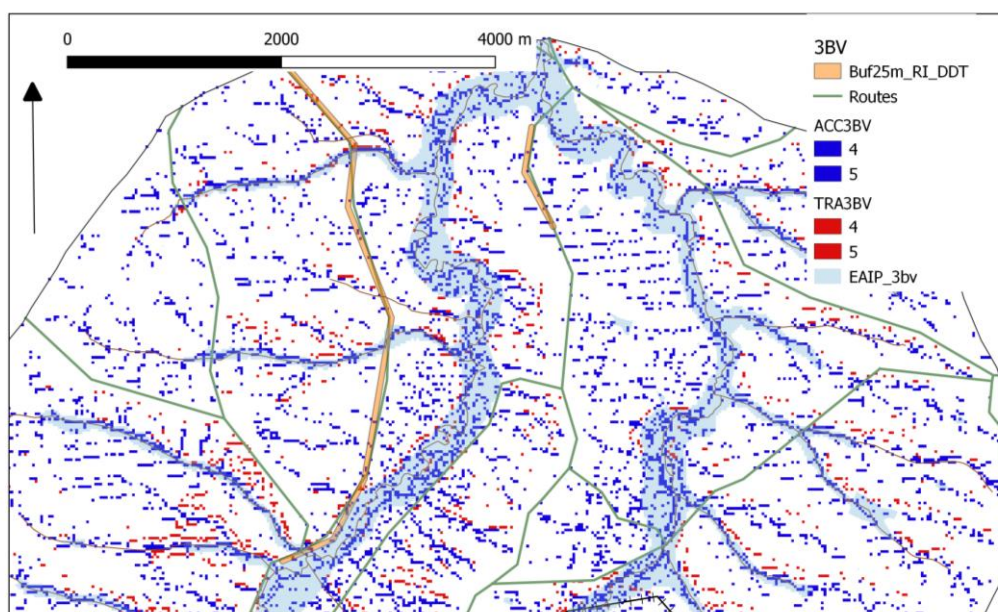 0 2000 4000 m
3BV
Buf25m_RI_DDT
Routes
ACC3BV
4
5
TRA3BV
4
5
EAIP_3bv